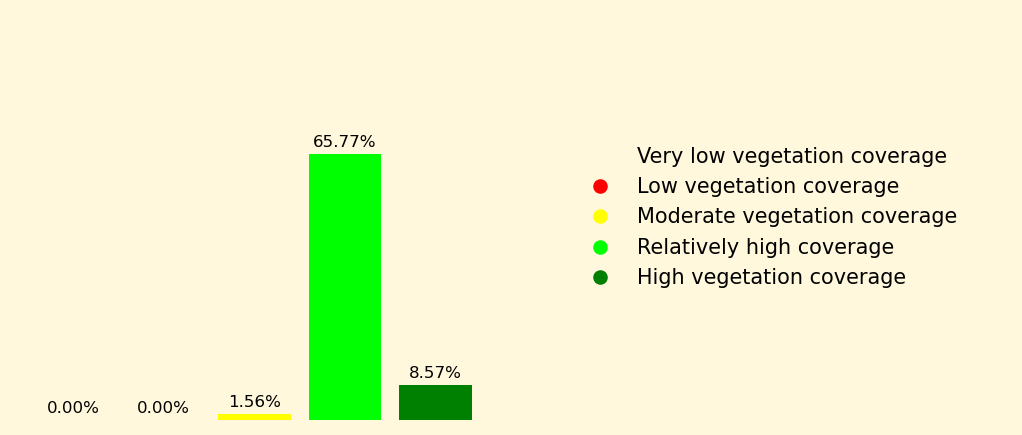 65.77%
Very low vegetation coverage
Low vegetation coverage
Moderate vegetation coverage
Relatively high coverage
High vegetation coverage
8.57%
1.56%
0.00%
0.00%